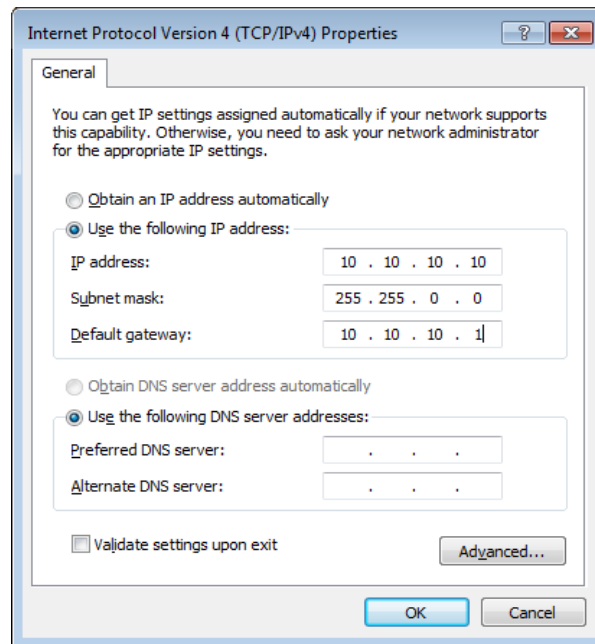 Internet Protocol Version 4 (TCP/IPv4) Properties
General
You can get IP settings assigned automatically if your network supports
this capability. Otherwise, you need to ask your network administrator
for the appropriate IP settings.
Obtain an IP address automatically
Use the following IP address:
IP address: 10 . 10 . 10 . 10
Subnet mask: 255 . 255 . 0 . 0
Default gateway: 10 . 10 . 10 . 1
Obtain DNS server address automatically
Use the following DNS server addresses:
Preferred DNS server: . . .
Alternate DNS server: . . .
Validate settings upon exit
Advanced...
OK Cancel